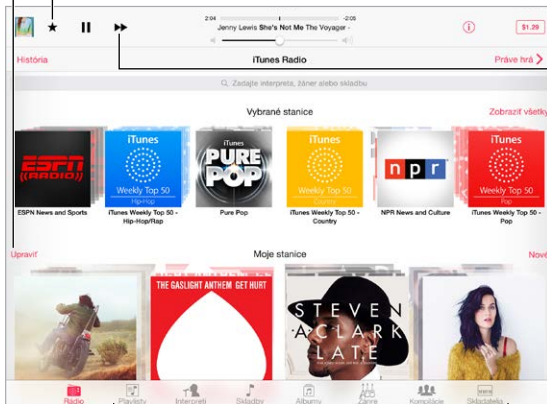 2:04 -2:05
Jenny Lewis She's Not Me The Voyager -
$1.29
História iTunes Radio Práve hrá
Zadajte interpreta, žáner alebo skladbu
Vybrané stanice Zobraziť všetky
ESPN
((RADIO))
iTunes
Weekly Top 50
Hip-Hop
iTunes
PURE
POP
iTunes
Weekly Top 50
Country
npr
iTunes
Weekly Top 50
Pop
ESPN News and Sports
iTunes Weekly Top 50 -
Hip-Hop/Rap
Pure Pop
iTunes Weekly Top 50 -
Country
NPR News and Culture
iTunes Weekly Top 50 -
Pop
Upraviť Moje stanice Nové
THE GASLIGHT ANTHEM GET HURT
STEVEN
A CLARK
LATE
Rádio Playlisty Interpreti Skladby Albumy Žánre Kompilácie Skladatelia